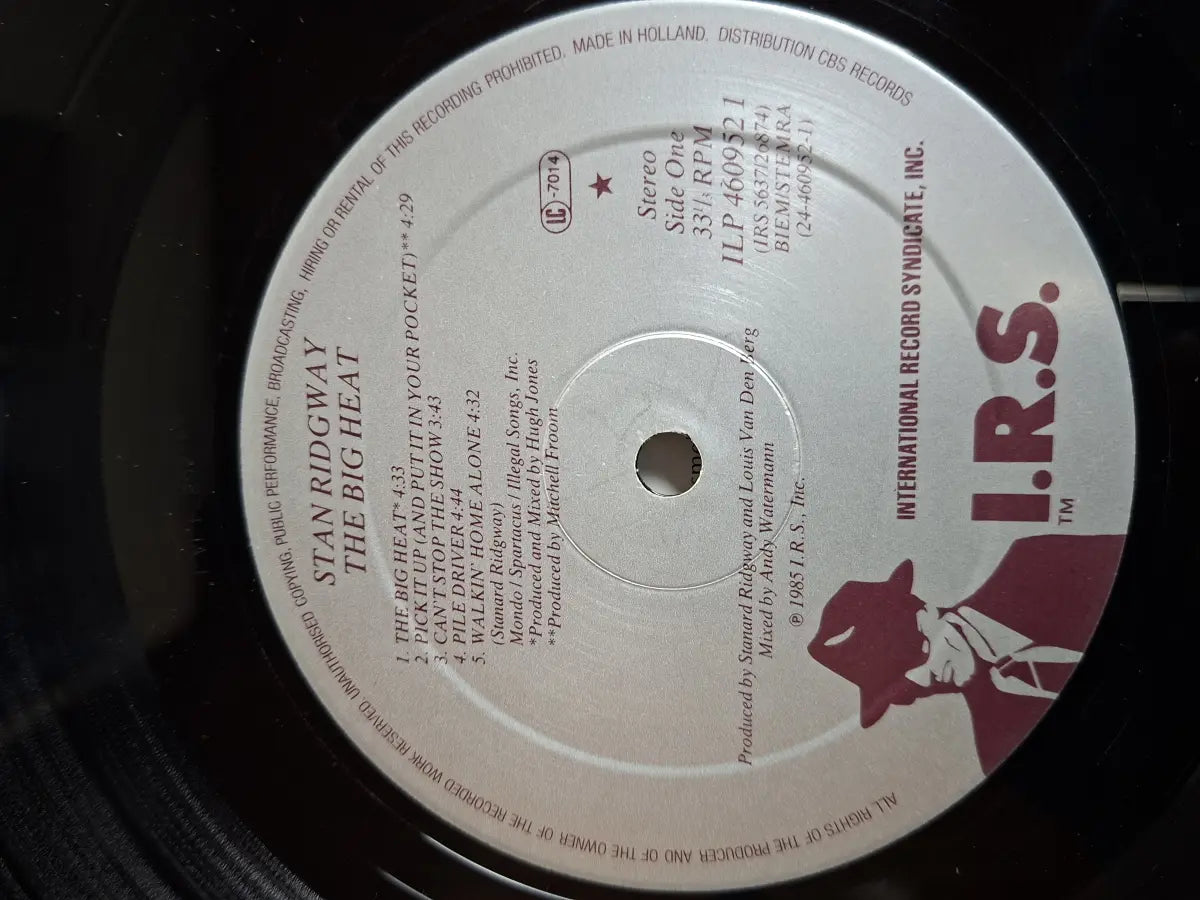 ALL RIGHTS OF THE PRODUCER AND OF THE OWNER OF THE RECORDED WORK RESERVED. UNAUTHORISED COPYING, PUBLIC PERFORMANCE, BROADCASTING, HIRING OR RENTAL OF THIS RECORDING PROHIBITED. MADE IN HOLLAND. DISTRIBUTION CBS RECORDS
STAN RIDGWAY
THE BIG HEAT
1. THE BIG HEAT* 4:33
2. PICK IT UP (AND PUT IT IN YOUR POCKET)** 4:29
3. CAN'T STOP THE SHOW 3:43
4. PILE DRIVER 4:44
5. WALKIN' HOME ALONE 4:32
(Stanard Ridgway)
Mondo / Spartacus / Illegal Songs, Inc.
*Produced and Mixed by Hugh Jones
**Produced by Mitchell Froom
LC -7014
Stereo
Side One
33 1/3 RPM
ILP 460952 1
(IRS 5637/20874)
BIEM/STEMRA
(24-460952-1)
Produced by Stanard Ridgway and Louis Van Den Berg
Mixed by Andy Watermann
℗ 1985 I.R.S., Inc.
INTERNATIONAL RECORD SYNDICATE, INC.
I.R.S.
TM